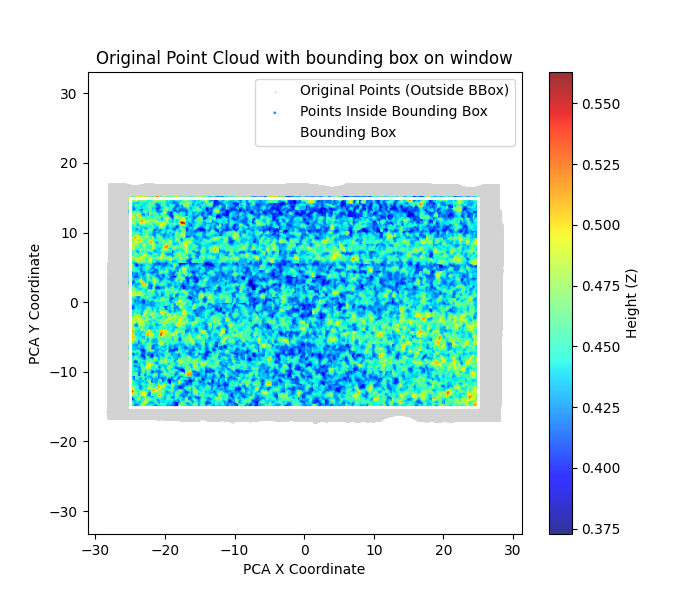 Original Point Cloud with bounding box on window
Original Points (Outside BBox)
Points Inside Bounding Box
Bounding Box
30
20
10
0
−10
−20
−30
PCA Y Coordinate
−30 −20 −10 0 10 20 30
PCA X Coordinate
0.550
0.525
0.500
0.475
0.450
0.425
0.400
0.375
Height (Z)